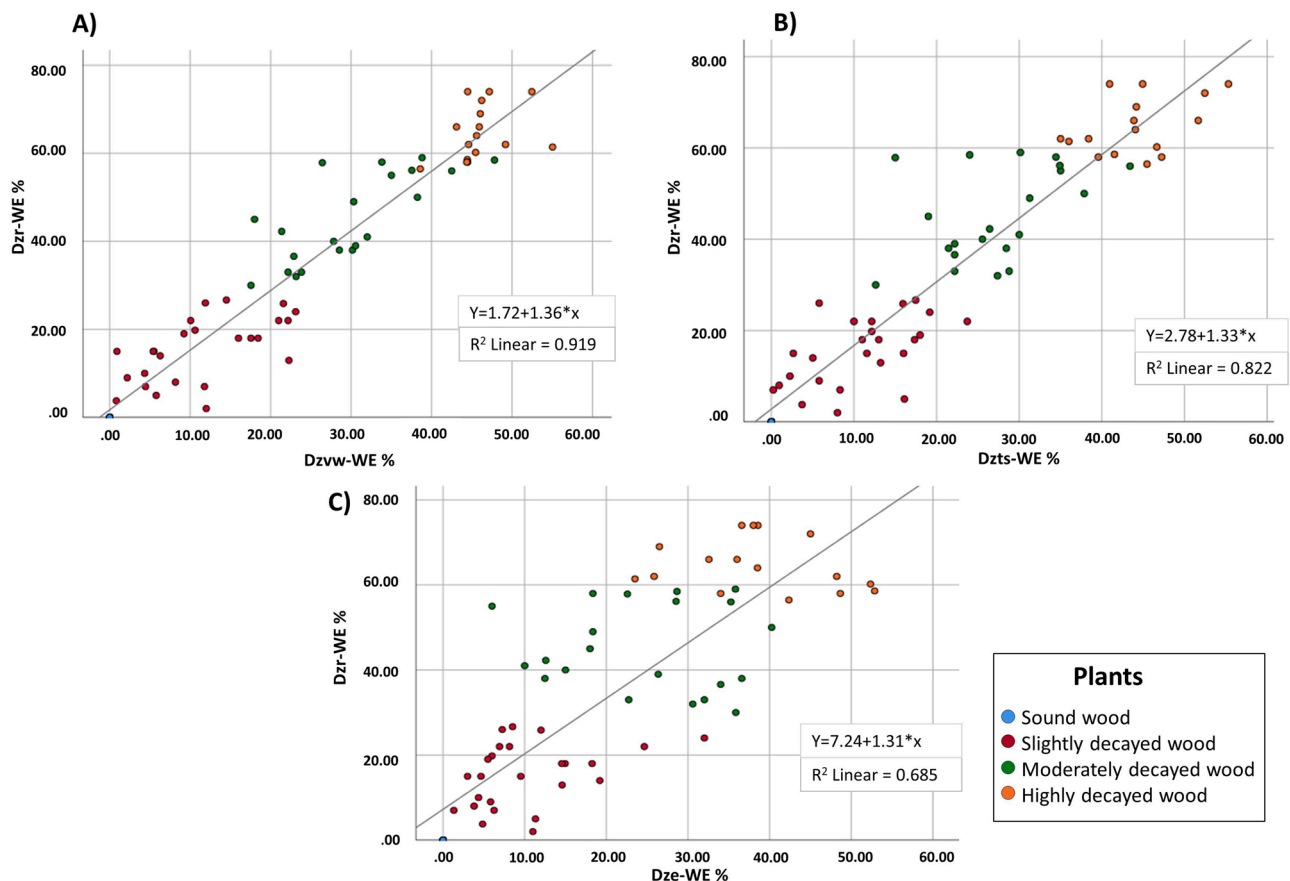 A)
Dzr-WE %
80.00
60.00
40.00
20.00
.00
.00 10.00 20.00 30.00 40.00 50.00 60.00
Dzvw-WE %
Y=1.72+1.36*x
R² Linear = 0.919
B)
Dzr-WE %
80.00
60.00
40.00
20.00
.00
.00 10.00 20.00 30.00 40.00 50.00 60.00
Dzts-WE %
Y=2.78+1.33*x
R² Linear = 0.822
C)
Dzr-WE %
80.00
60.00
40.00
20.00
.00
.00 10.00 20.00 30.00 40.00 50.00 60.00
Dze-WE %
Y=7.24+1.31*x
R² Linear = 0.685
Plants
Sound wood
Slightly decayed wood
Moderately decayed wood
Highly decayed wood